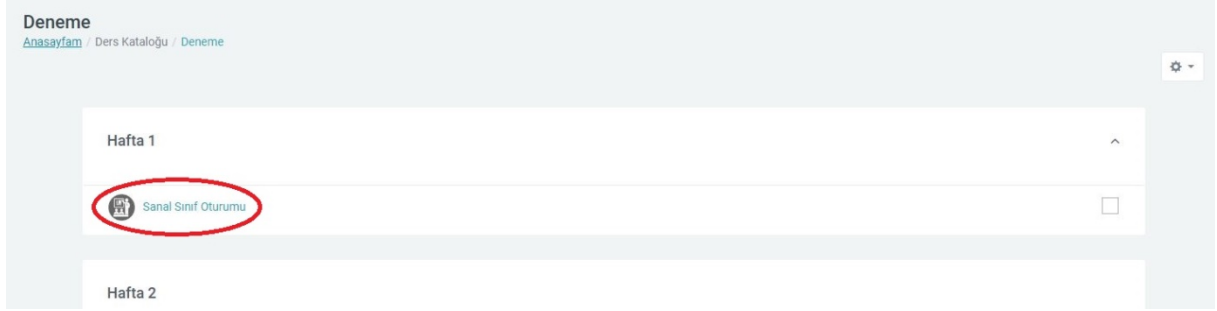 Deneme
Anasayfam / Ders Kataloğu / Deneme
Hafta 1
Sanal Sınıf Oturumu
Hafta 2